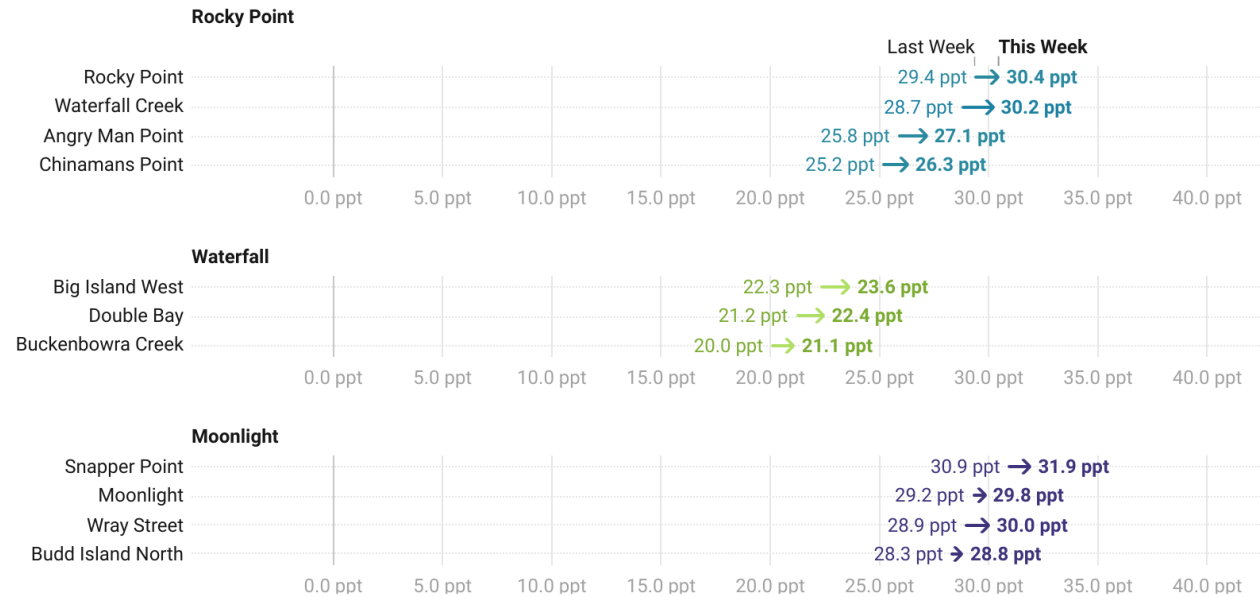 Rocky Point
Last Week This Week
Rocky Point 29.4 ppt 30.4 ppt
Waterfall Creek 28.7 ppt 30.2 ppt
Angry Man Point 25.8 ppt 27.1 ppt
Chinamans Point 25.2 ppt 26.3 ppt
0.0 ppt 5.0 ppt 10.0 ppt 15.0 ppt 20.0 ppt 25.0 ppt 30.0 ppt 35.0 ppt 40.0 ppt
Waterfall
Big Island West 22.3 ppt 23.6 ppt
Double Bay 21.2 ppt 22.4 ppt
Buckenbowra Creek 20.0 ppt 21.1 ppt
0.0 ppt 5.0 ppt 10.0 ppt 15.0 ppt 20.0 ppt 25.0 ppt 30.0 ppt 35.0 ppt 40.0 ppt
Moonlight
Snapper Point 30.9 ppt 31.9 ppt
Moonlight 29.2 ppt 29.8 ppt
Wray Street 28.9 ppt 30.0 ppt
Budd Island North 28.3 ppt 28.8 ppt
0.0 ppt 5.0 ppt 10.0 ppt 15.0 ppt 20.0 ppt 25.0 ppt 30.0 ppt 35.0 ppt 40.0 ppt